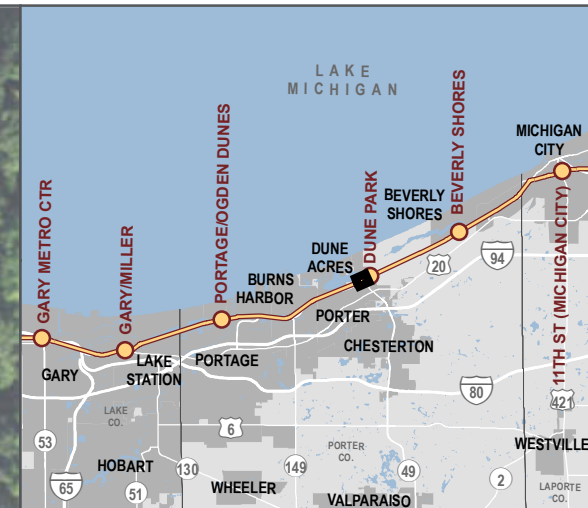 LAKE
MICHIGAN
MICHIGAN
CITY
BEVERLY SHORES
BEVERLY
SHORES
DUNE PARK
PORTAGE/OGDEN DUNES
GARY METRO CTR
GARY/MILLER
11TH ST (MICHIGAN CITY)
DUNE
ACRES
BURNS
HARBOR
20
94
PORTER
CHESTERTON
PORTAGE
LAKE
STATION
GARY
80
LAKE
CO.
421
6
53
PORTER
CO.
WESTVILLE
HOBART
130
149
49
2
65
51
WHEELER
VALPARAISO
LAPORTE
CO.